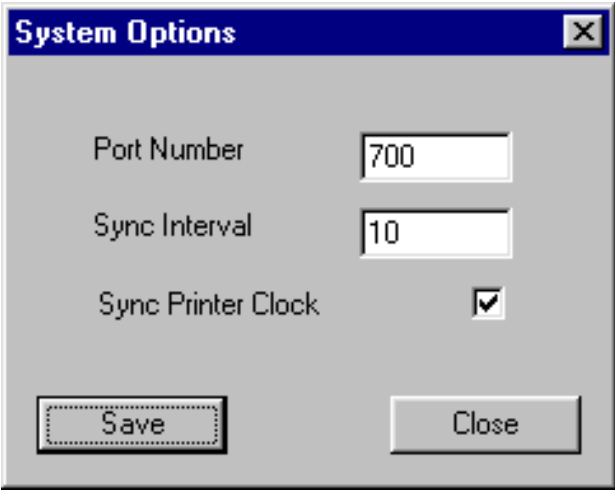 System Options
Port Number 700
Sync Interval 10
Sync Printer Clock
Save Close